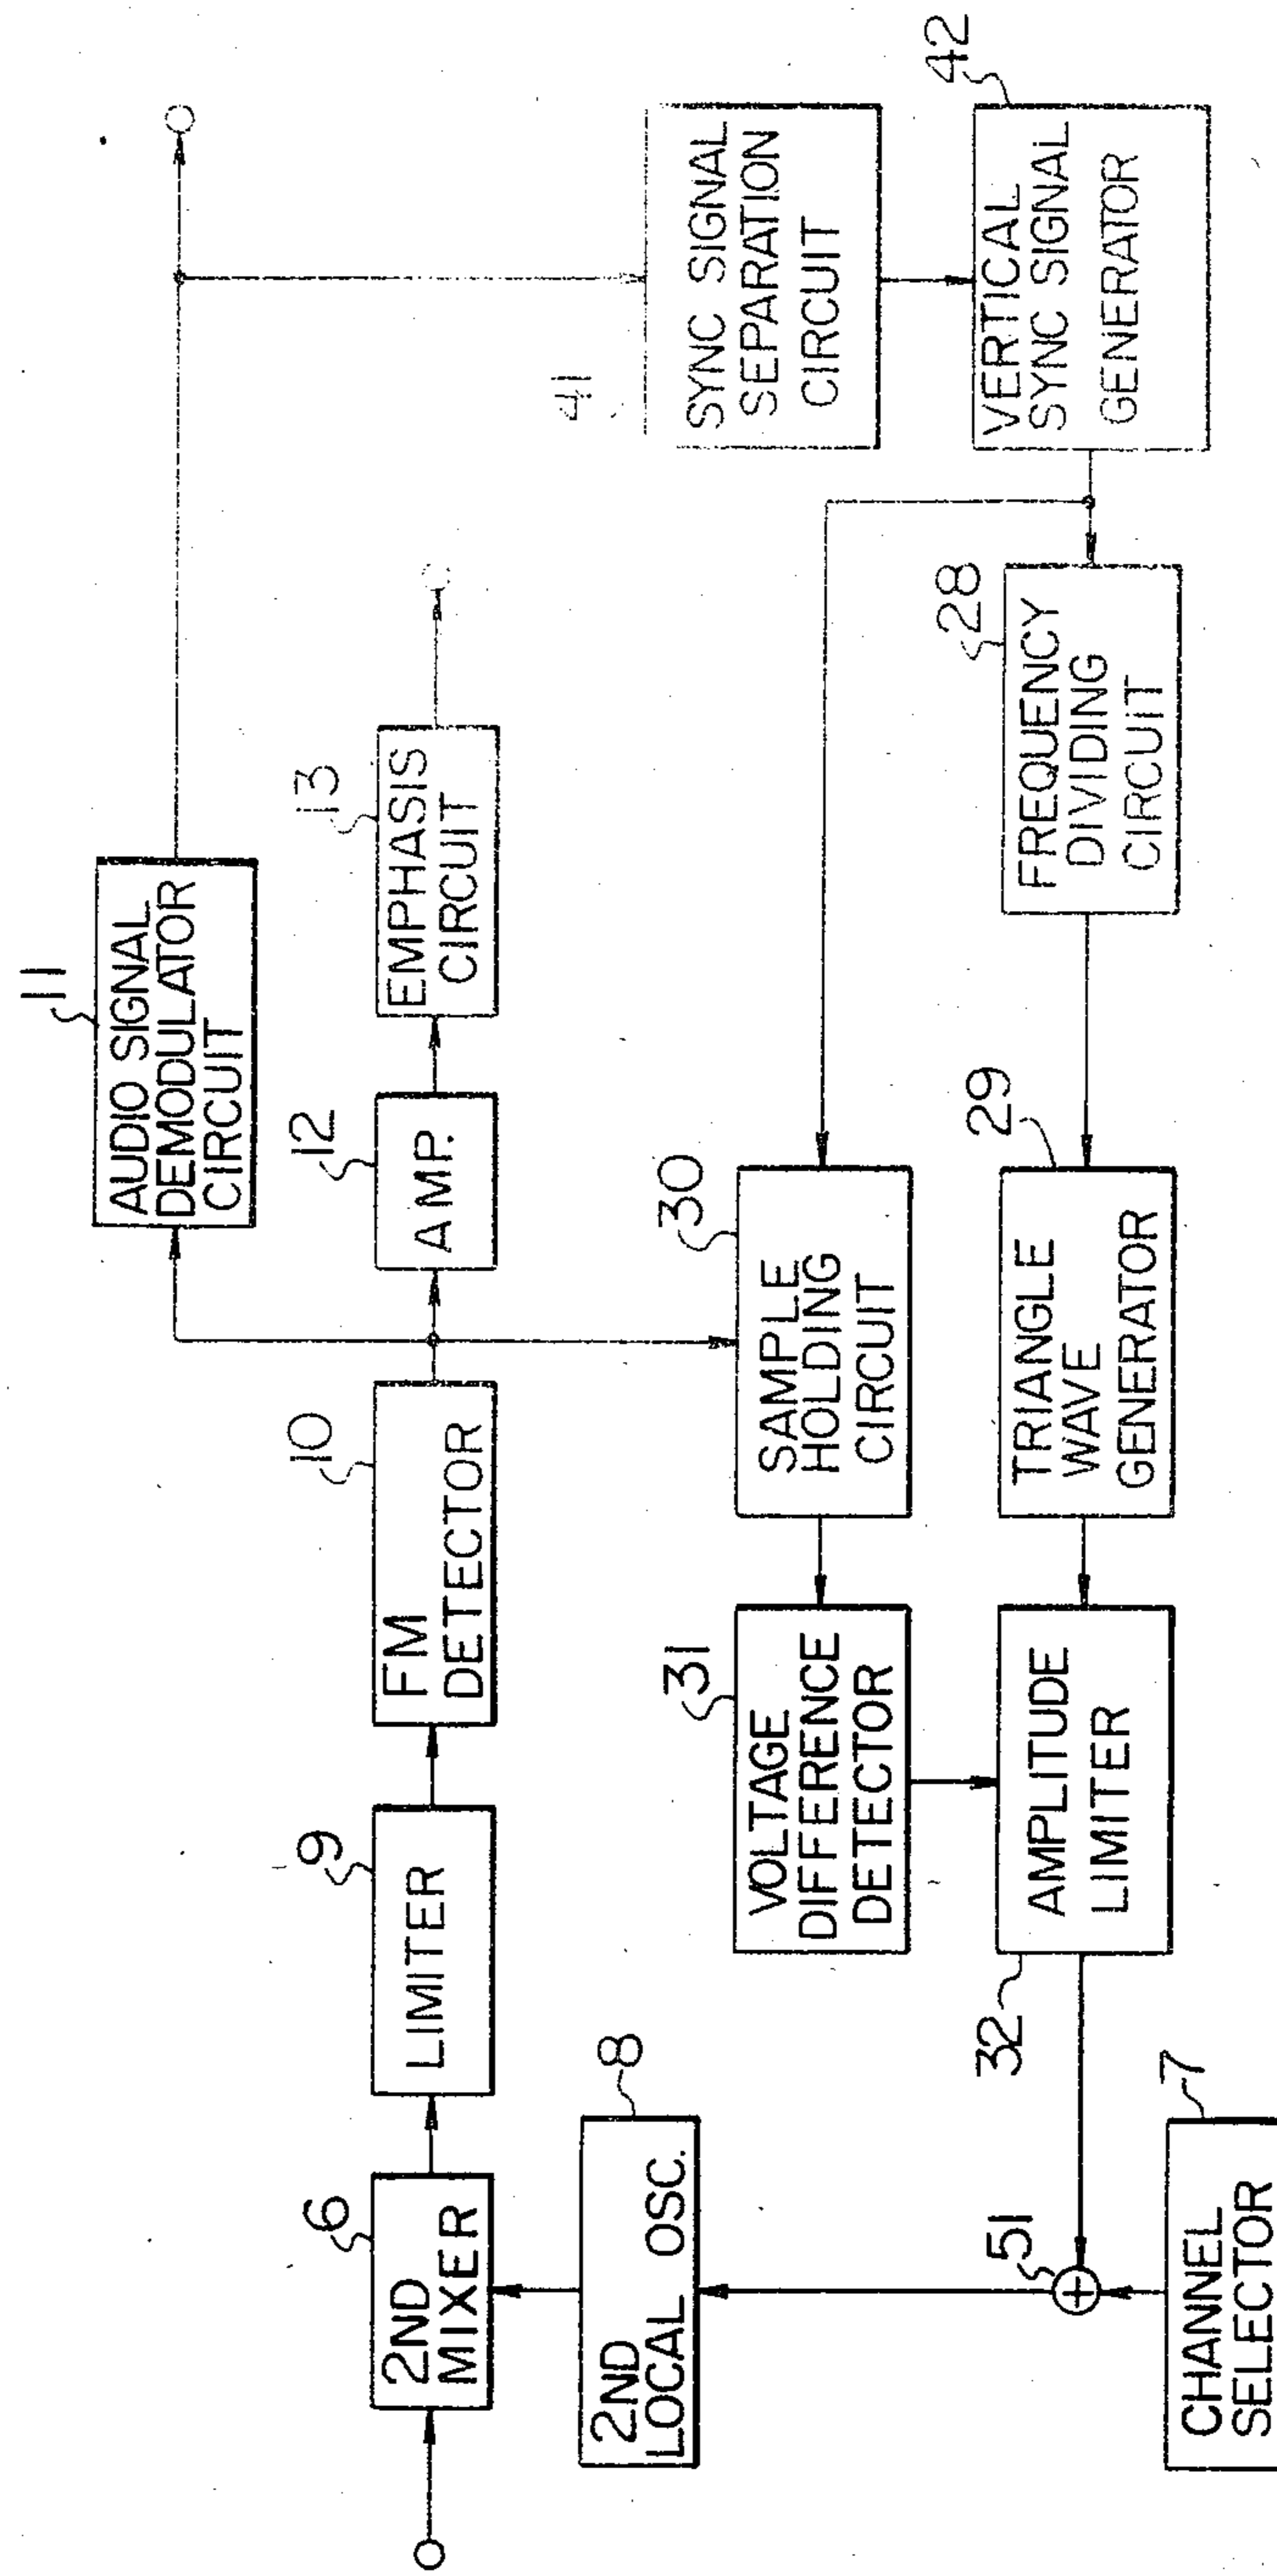 11
AUDIO SIGNAL
DEMODULATOR
CIRCUIT
6
2ND
MIXER
9
LIMITER
10
FM
DETECTOR
12
AMP.
13
EMPHASIS
CIRCUIT
8
2ND
LOCAL OSC.
31
VOLTAGE
DIFFERENCE
DETECTOR
30
SAMPLE
HOLDING
CIRCUIT
41
SYNC SIGNAL
SEPARATION
CIRCUIT
51
+
32
AMPLITUDE
LIMITER
29
TRIANGLE
WAVE
GENERATOR
28
FREQUENCY
DIVIDING
CIRCUIT
42
VERTICAL
SYNC SIGNAL
GENERATOR
7
CHANNEL
SELECTOR